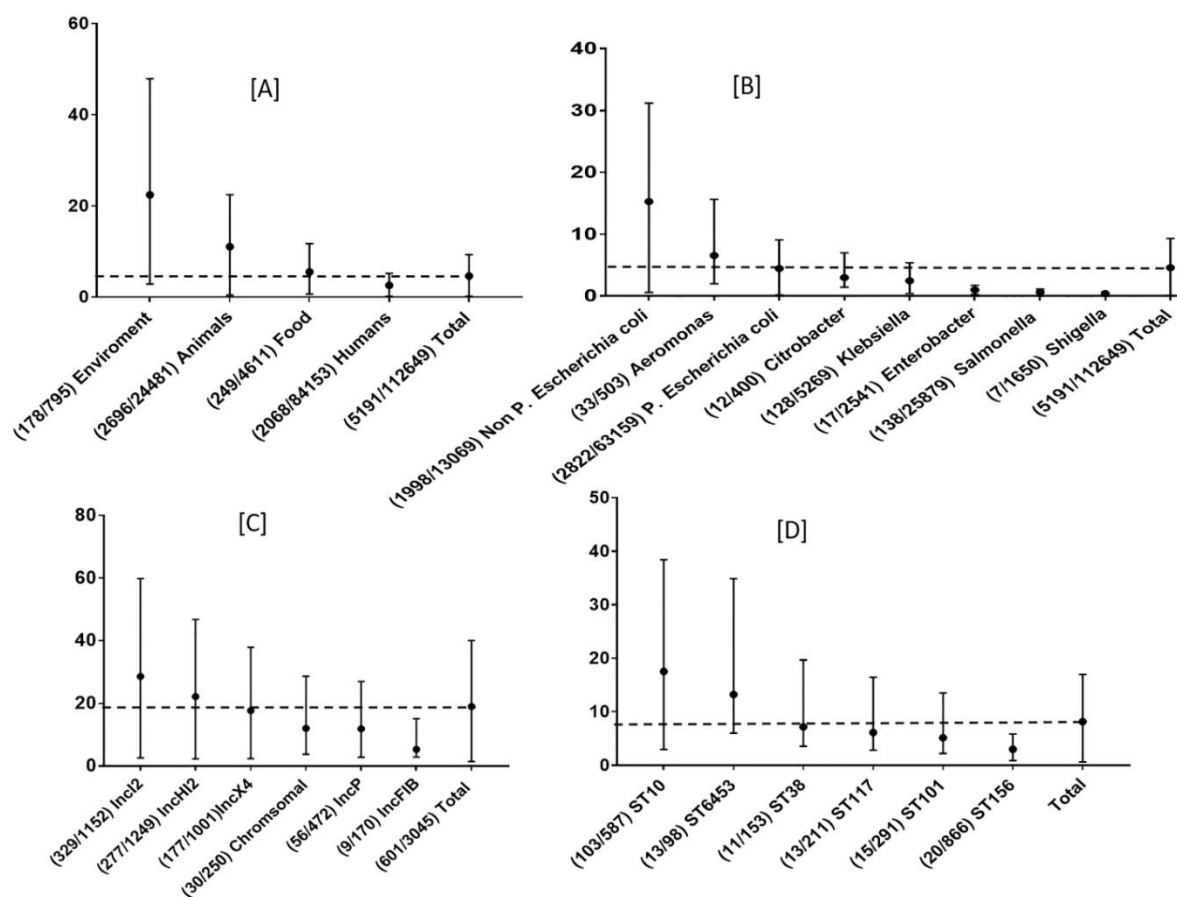 [A]
60
40
20
0
(178/795) Enviroment
(2696/24481) Animals
(249/4611) Food
(2068/84153) Humans
(5191/112649) Total
[B]
40
30
20
10
0
(1998/13069) Non P. Escherichia coli
(33/503) Aeromonas
(2822/63159) P. Escherichia coli
(12/400) Citrobacter
(128/5269) Klebsiella
(17/2541) Enterobacter
(138/25879) Salmonella
(7/1650) Shigella
(5191/112649) Total
[C]
80
60
40
20
0
(329/1152) IncI2
(277/1249) IncHI2
(177/1001)IncX4
(30/250) Chromsomal
(56/472) IncP
(9/170) IncFIB
(601/3045) Total
[D]
50
40
30
20
10
0
(103/587) ST10
(13/98) ST6453
(11/153) ST38
(13/211) ST117
(15/291) ST101
(20/866) ST156
Total